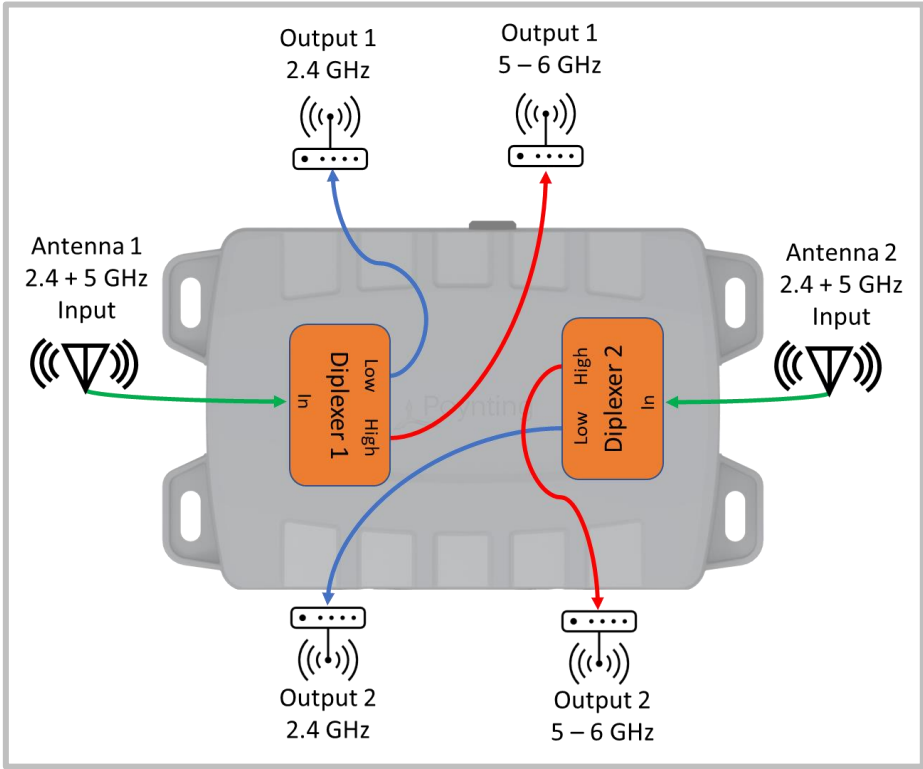 Output 1
2.4 GHz
Output 1
5 – 6 GHz
Antenna 1
2.4 + 5 GHz
Input
Antenna 2
2.4 + 5 GHz
Input
In
Diplexer 1
Low
High
Poynting
High
Low
Diplexer 2
In
Output 2
2.4 GHz
Output 2
5 – 6 GHz